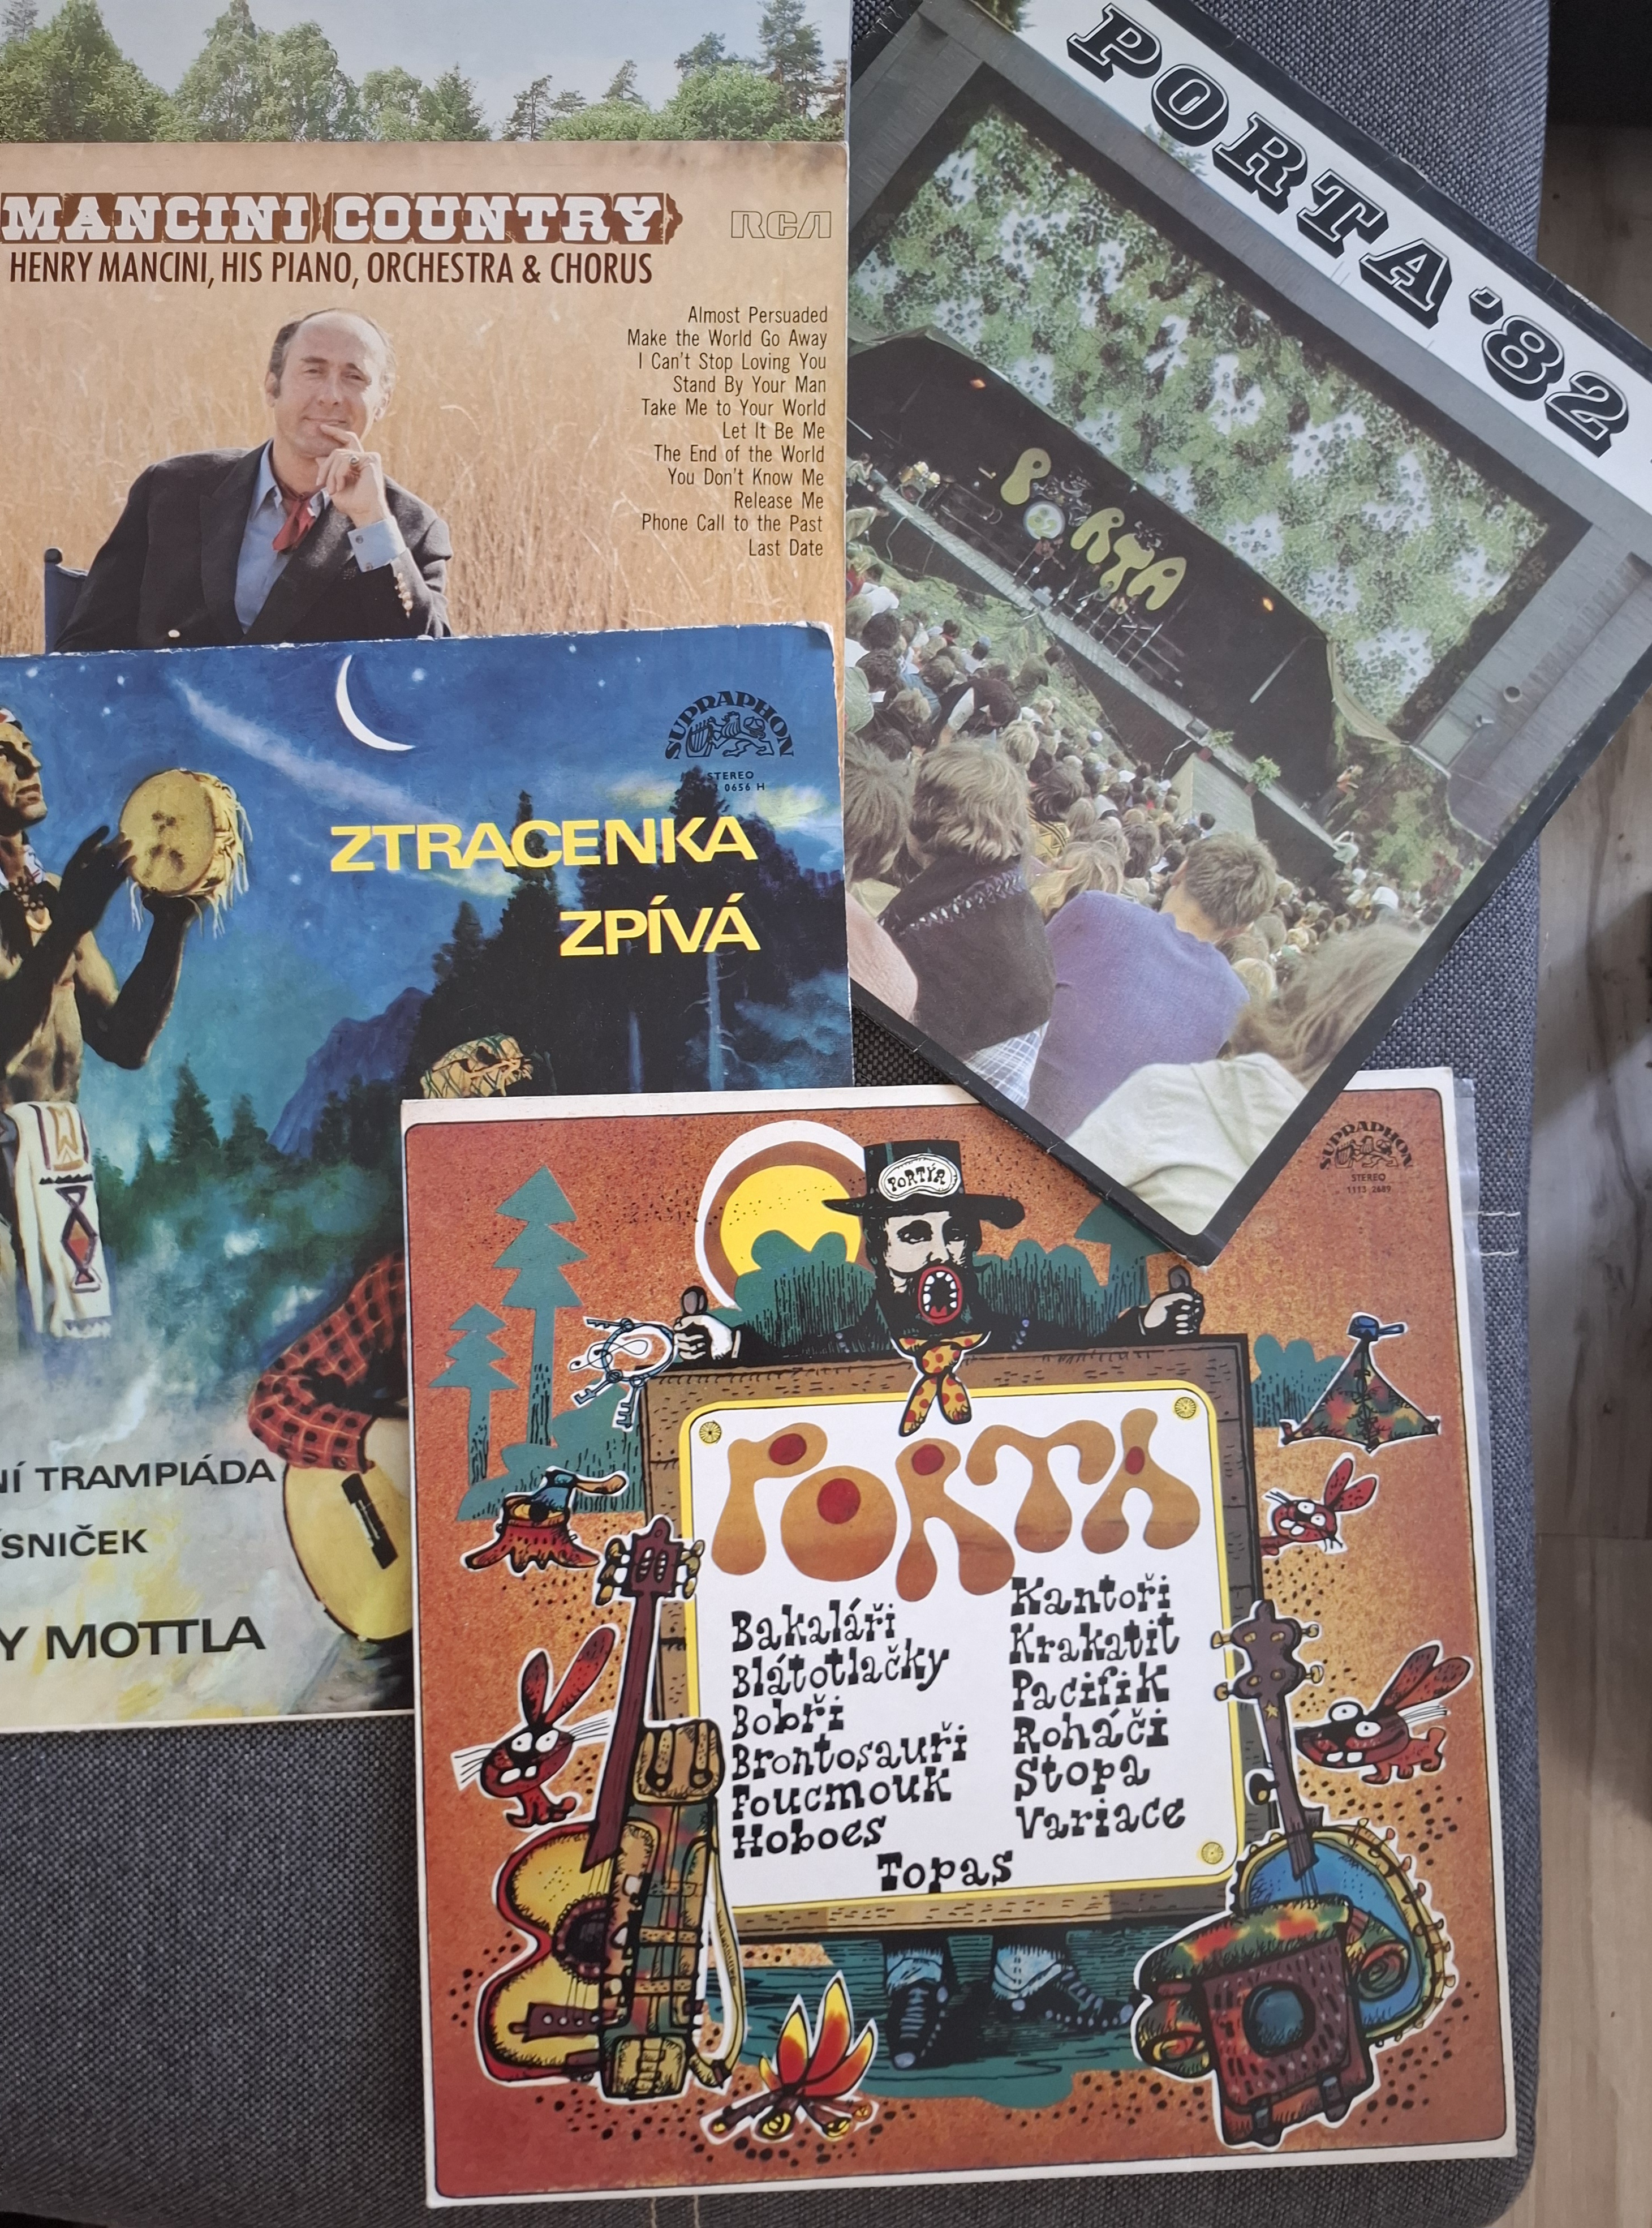 MANCINI COUNTRY
RCA
HENRY MANCINI, HIS PIANO, ORCHESTRA & CHORUS
Almost Persuaded
Make the World Go Away
I Can't Stop Loving You
Stand By Your Man
Take Me to Your World
Let It Be Me
The End of the World
You Don't Know Me
Release Me
Phone Call to the Past
Last Date
PORTA '82
PORTA
SUPRAPHON
STEREO
0656 H
ZTRACENKA
ZPÍVÁ
NÍ TRAMPIÁDA
ÍSNIČEK
Y MOTTLA
SUPRAPHON
STEREO
1113 2689
PORTÝR
PORTA
Bakaláři
Blátotlačky
Bobři
Brontosauři
Foucmouk
Hoboes
Kantoři
Krakatit
Pacifik
Roháči
Stopa
Variace
Topas